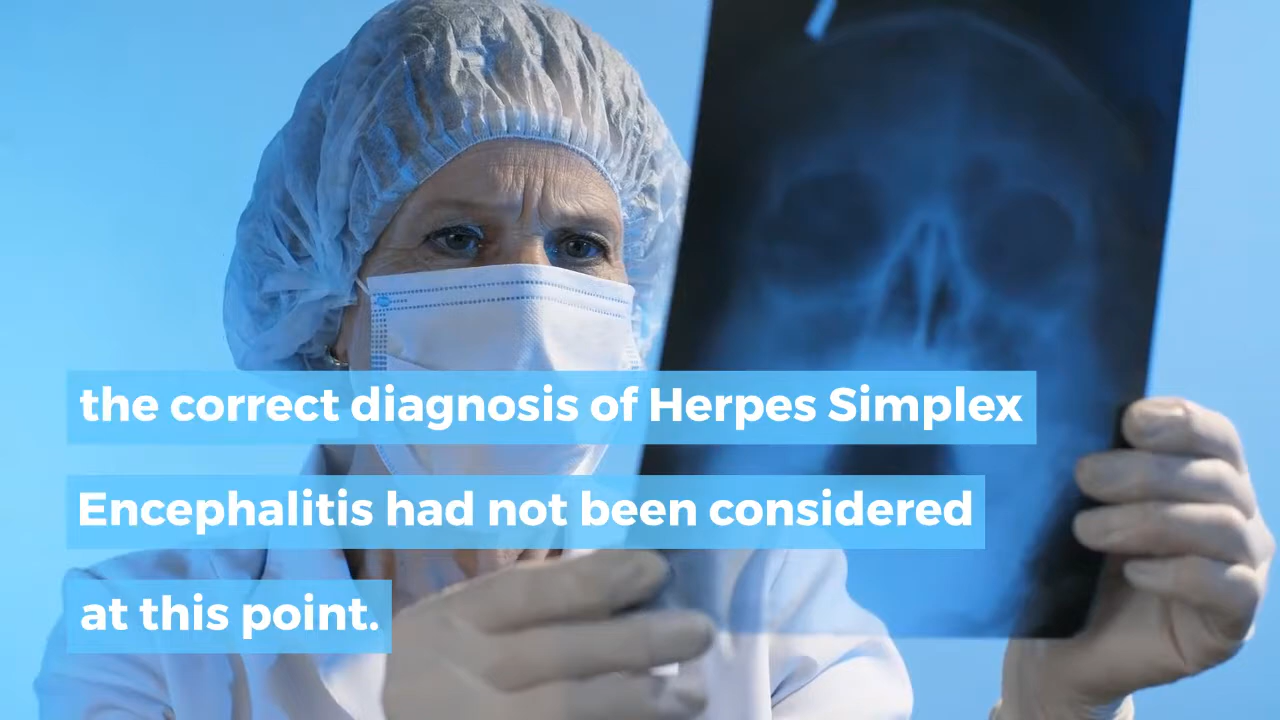 the correct diagnosis of Herpes Simplex
Encephalitis had not been considered
at this point.